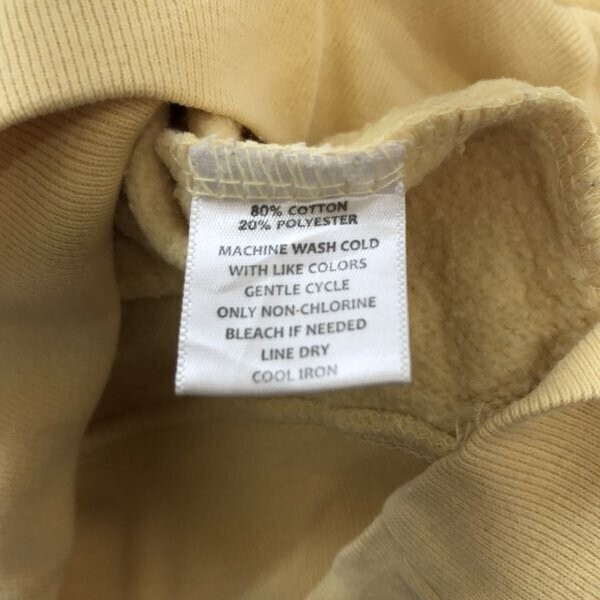 80% COTTON
20% POLYESTER
MACHINE WASH COLD
WITH LIKE COLORS
GENTLE CYCLE
ONLY NON-CHLORINE
BLEACH IF NEEDED
LINE DRY
COOL IRON